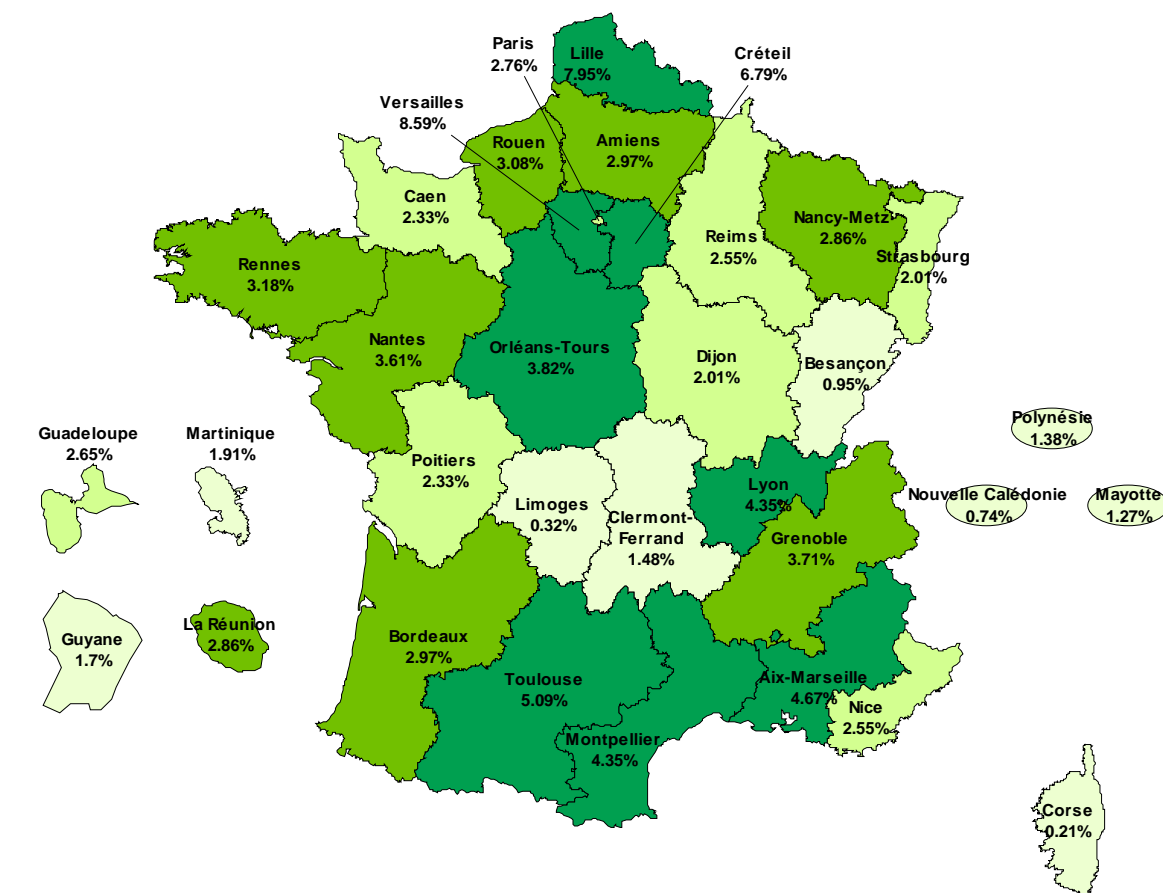 Paris
2.76%
Lille
7.95%
Créteil
6.79%
Versailles
8.59%
Rouen
3.08%
Amiens
2.97%
Caen
2.33%
Nancy-Metz
2.86%
Reims
2.55%
Strasbourg
2.01%
Rennes
3.18%
Nantes
3.61%
Orléans-Tours
3.82%
Dijon
2.01%
Besançon
0.95%
Polynésie
1.38%
Guadeloupe
2.65%
Martinique
1.91%
Poitiers
2.33%
Limoges
0.32%
Clermont-
Ferrand
1.48%
Lyon
4.35%
Nouvelle Calédonie
0.74%
Mayotte
1.27%
Grenoble
3.71%
Guyane
1.7%
La Réunion
2.86%
Bordeaux
2.97%
Toulouse
5.09%
Aix-Marseille
4.67%
Nice
2.55%
Montpellier
4.35%
Corse
0.21%